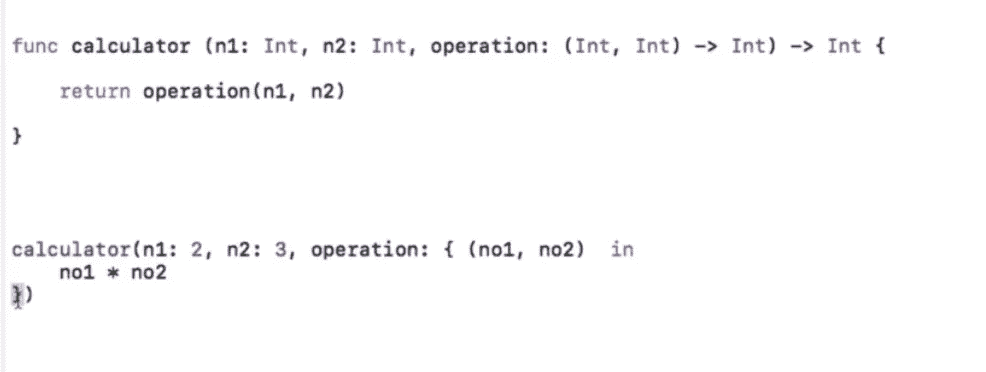 func calculator (n1: Int, n2: Int, operation: (Int, Int) -> Int) -> Int {
    return operation(n1, n2)
}
calculator(n1: 2, n2: 3, operation: { (no1, no2)  in
    no1 * no2
})